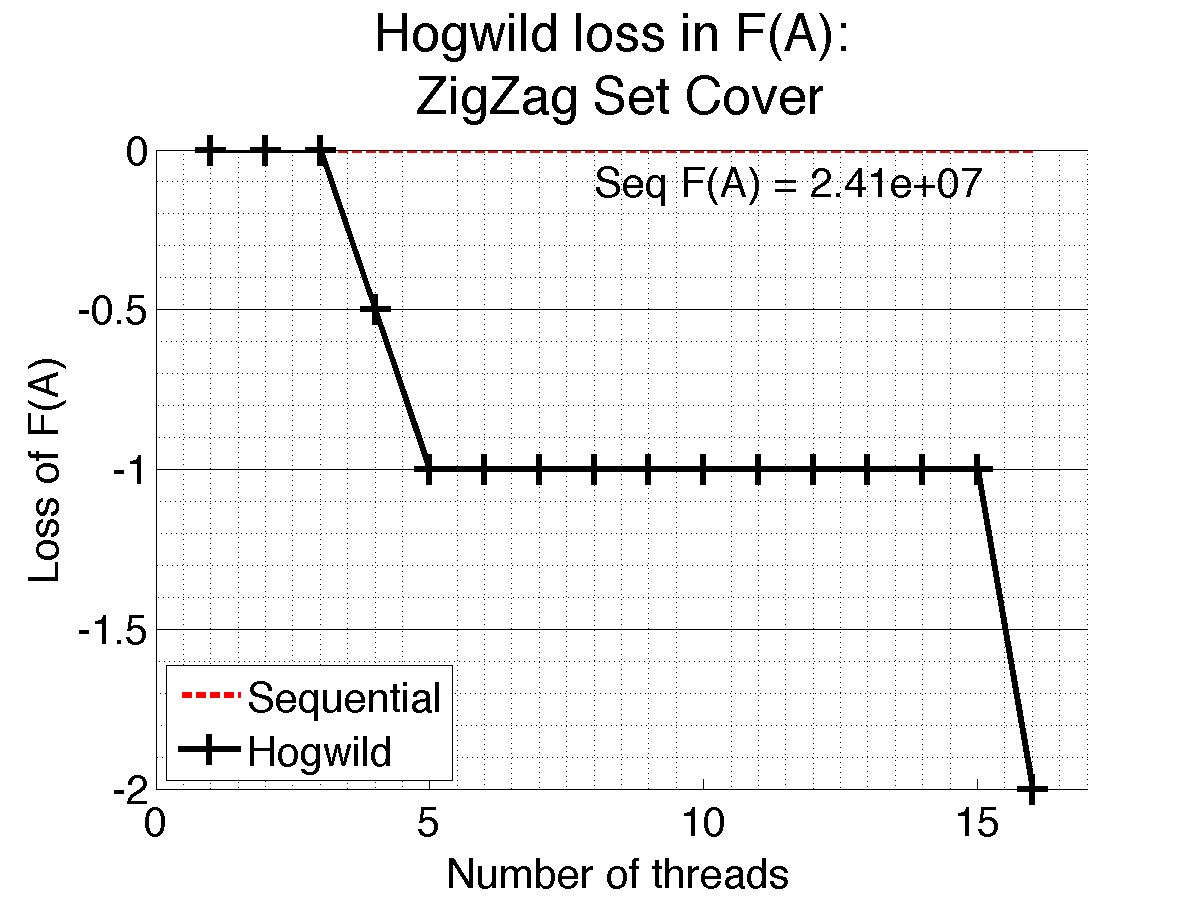 Hogwild loss in F(A):
ZigZag Set Cover
0
Seq F(A) = 2.41e+07
-0.5
-1
-1.5
-2
Loss of F(A)
Sequential
Hogwild
0 5 10 15
Number of threads